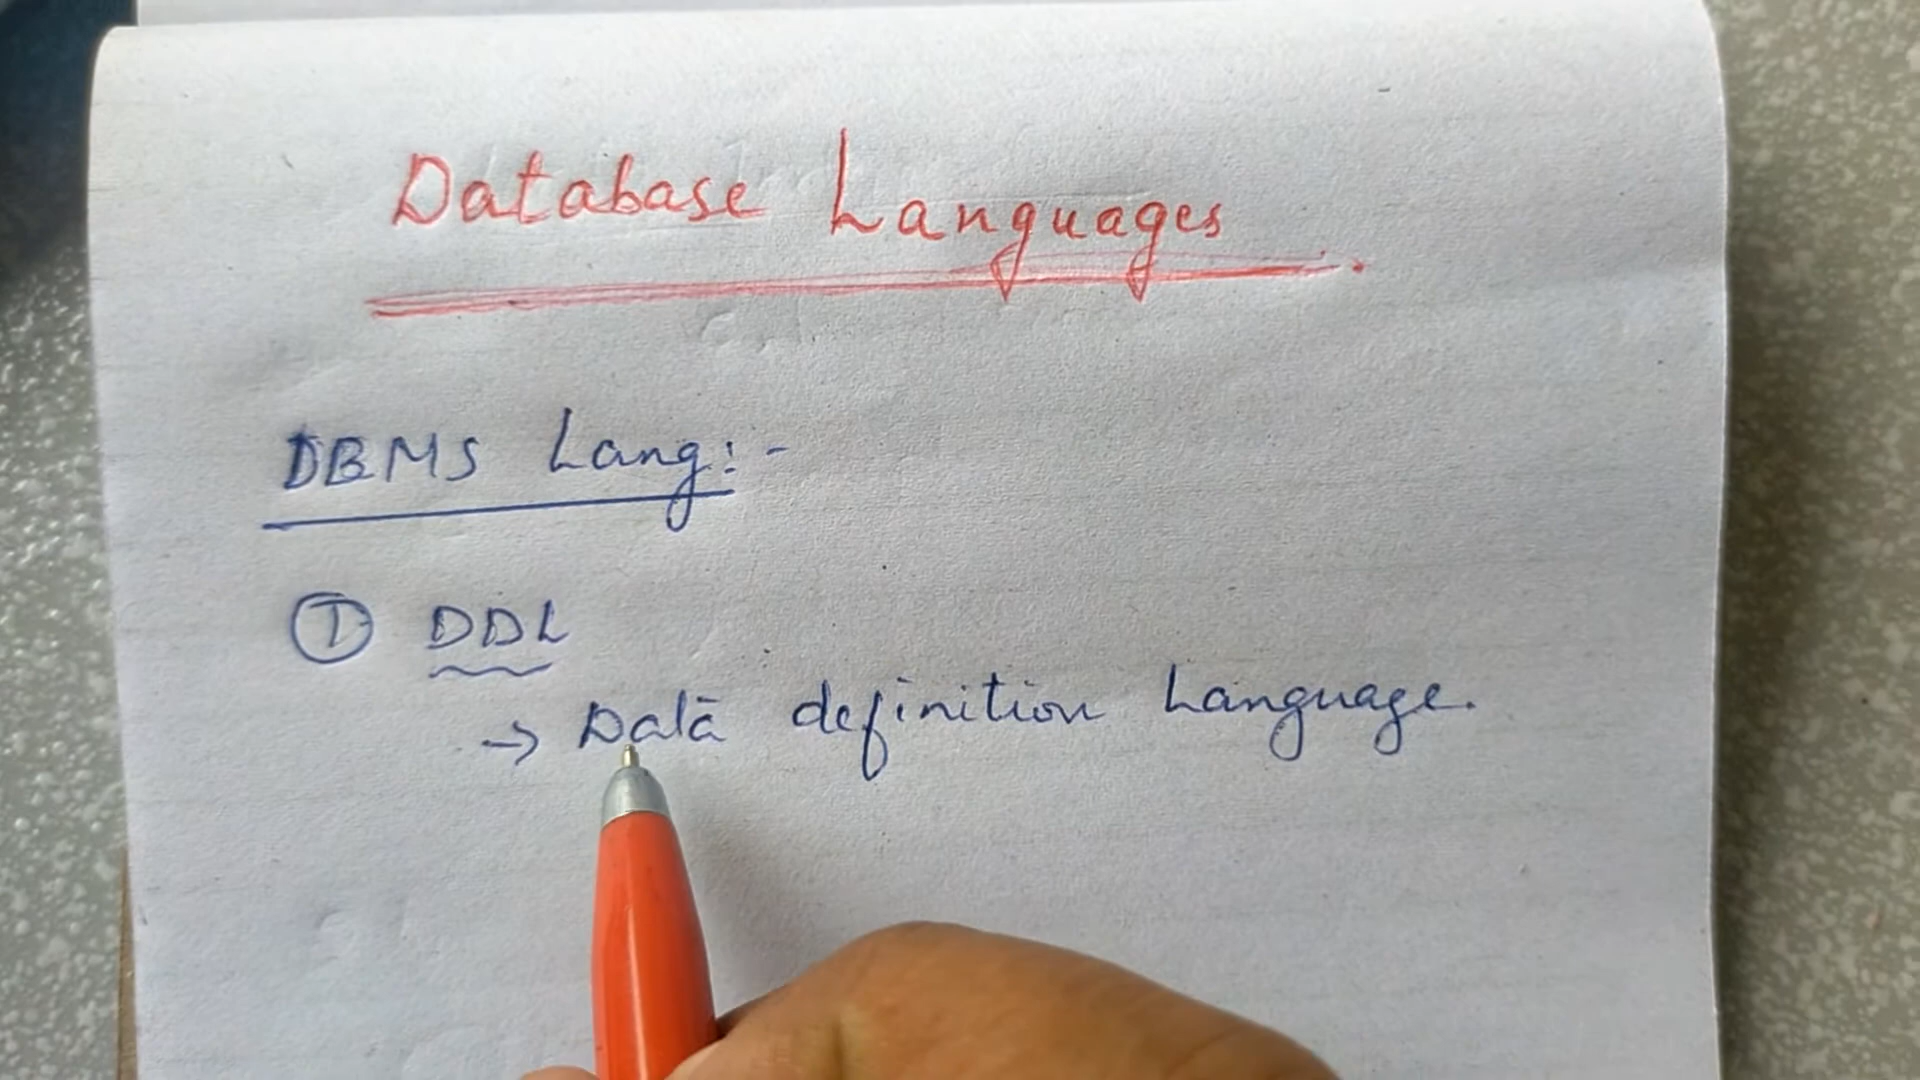 Database Languages
DBMS Lang:-
① DDL
→ Data definition Language.